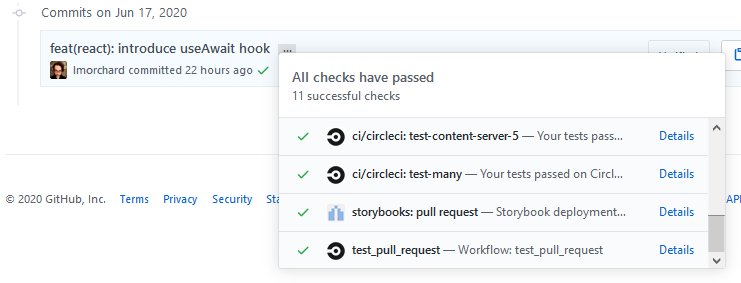 Commits on Jun 17, 2020
feat(react): introduce useAwait hook ...
lmorchard committed 22 hours ago
All checks have passed
11 successful checks
ci/circleci: test-content-server-5 — Your tests pass... Details
ci/circleci: test-many — Your tests passed on Circl... Details
storybooks: pull request — Storybook deployment... Details
test_pull_request — Workflow: test_pull_request Details
© 2020 GitHub, Inc. Terms Privacy Security